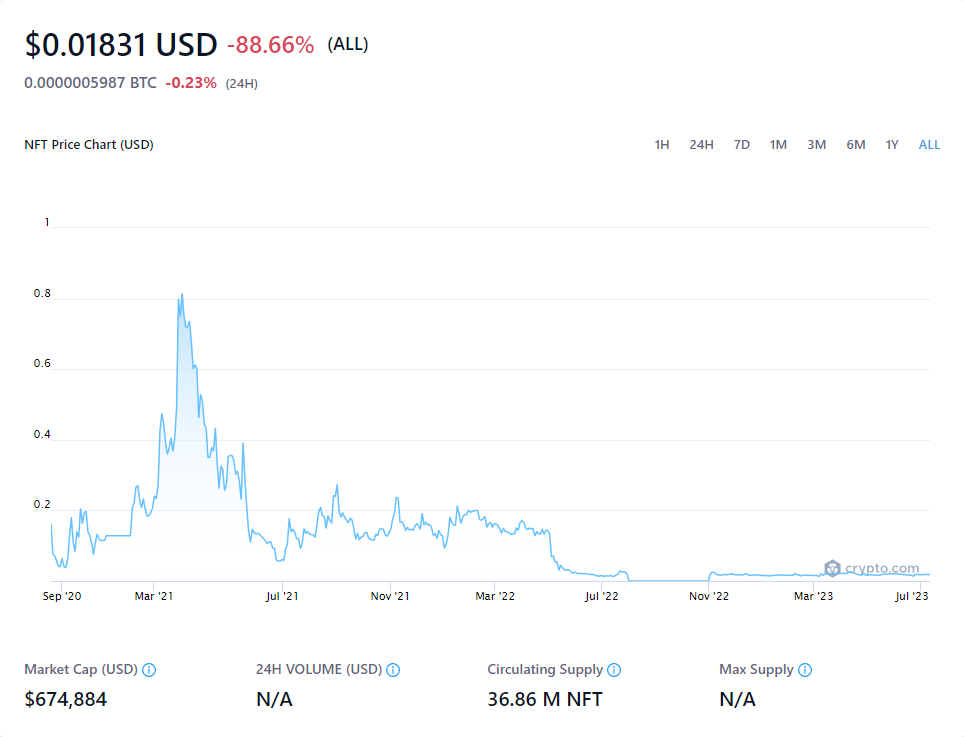 $0.01831 USD -88.66% (ALL)
0.0000005987 BTC -0.23% (24H)
NFT Price Chart (USD) 1H 24H 7D 1M 3M 6M 1Y ALL
1
0.8
0.6
0.4
0.2
crypto.com
Sep '20 Mar '21 Jul '21 Nov '21 Mar '22 Jul '22 Nov '22 Mar '23 Jul '23
Market Cap (USD) 24H VOLUME (USD) Circulating Supply Max Supply
$674,884 N/A 36.86 M NFT N/A